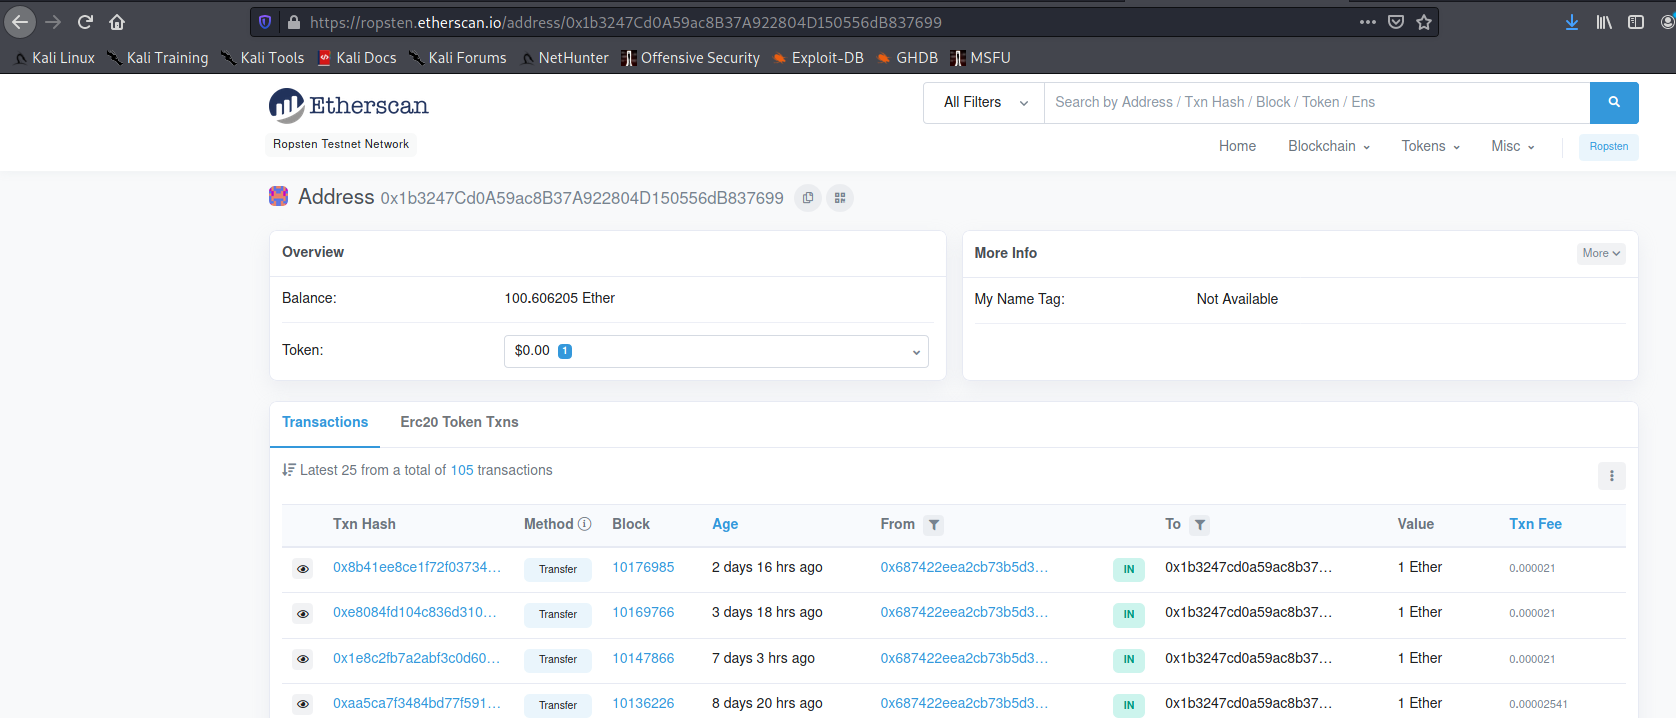 https://ropsten.etherscan.io/address/0x1b3247Cd0A59ac8B37A922804D150556dB837699
Kali Linux Kali Training Kali Tools Kali Docs Kali Forums NetHunter Offensive Security Exploit-DB GHDB MSFU
Etherscan
All Filters Search by Address / Txn Hash / Block / Token / Ens
Ropsten Testnet Network
Home Blockchain Tokens Misc Ropsten
Address 0x1b3247Cd0A59ac8B37A922804D150556dB837699
Overview
Balance: 100.606205 Ether
Token: $0.00 1
More Info More
My Name Tag: Not Available
Transactions Erc20 Token Txns
Latest 25 from a total of 105 transactions
Txn Hash Method Block Age From To Value Txn Fee
0x8b41ee8ce1f72f03734... Transfer 10176985 2 days 16 hrs ago 0x687422eea2cb73b5d3... IN 0x1b3247cd0a59ac8b37... 1 Ether 0.000021
0xe8084fd104c836d310... Transfer 10169766 3 days 18 hrs ago 0x687422eea2cb73b5d3... IN 0x1b3247cd0a59ac8b37... 1 Ether 0.000021
0x1e8c2fb7a2abf3c0d60... Transfer 10147866 7 days 3 hrs ago 0x687422eea2cb73b5d3... IN 0x1b3247cd0a59ac8b37... 1 Ether 0.000021
0xaa5ca7f3484bd77f591... Transfer 10136226 8 days 20 hrs ago 0x687422eea2cb73b5d3... IN 0x1b3247cd0a59ac8b37... 1 Ether 0.00002541